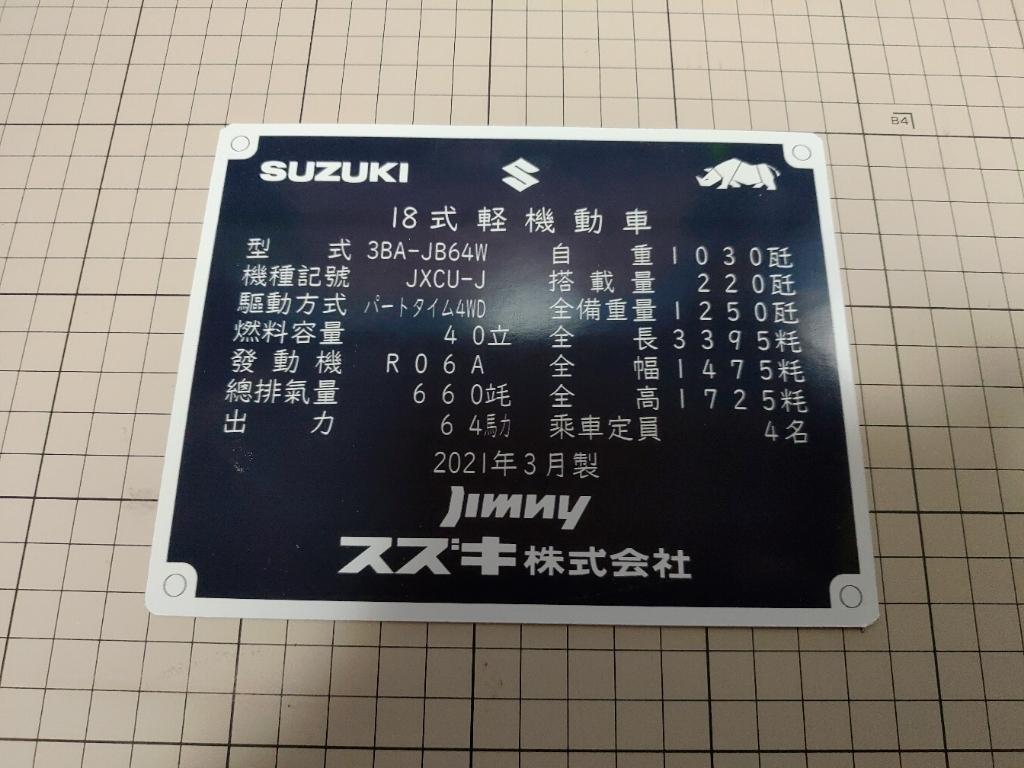 B4
SUZUKI
18式軽機動車
型式 3BA-JB64W 自重 1030瓩
機種記號 JXCU-J 搭載量 220瓩
駆動方式 パートタイム4WD 全備重量 1250瓩
燃料容量 40立 全長 3395粍
發動機 R06A 全幅 1475粍
總排氣量 660竓 全高 1725粍
出力 64馬力 乗車定員 4名
2021年3月製
Jimny
スズキ株式会社